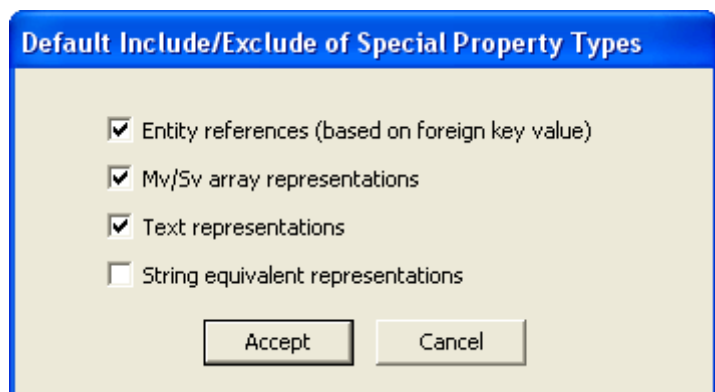 Default Include/Exclude of Special Property Types
Entity references (based on foreign key value)
Mv/Sv array representations
Text representations
String equivalent representations
Accept Cancel